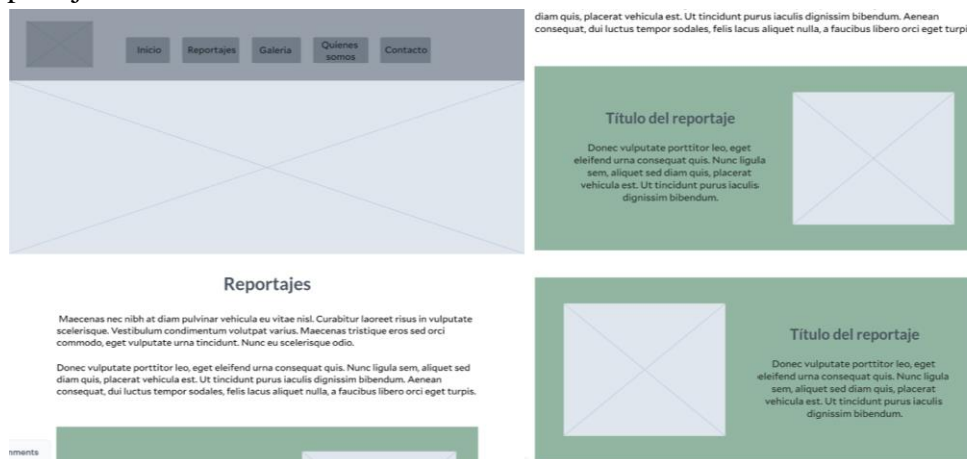 Inicio
Reportajes
Galeria
Quienes
somos
Contacto
Reportajes
Maecenas nec nibh at diam pulvinar vehicula eu vitae nisl. Curabitur laoreet risus in vulputate
scelerisque. Vestibulum condimentum volutpat varius. Maecenas tristique eros sed orci
commodo, eget vulputate urna tincidunt. Nunc eu scelerisque odio.
Donec vulputate porttitor leo, eget eleifend urna consequat quis. Nunc ligula sem, aliquet sed
diam quis, placerat vehicula est. Ut tincidunt purus iaculis dignissim bibendum. Aenean
consequat, dui luctus tempor sodales, felis lacus aliquet nulla, a faucibus libero orci eget turpis.
nments
diam quis, placerat vehicula est. Ut tincidunt purus iaculis dignissim bibendum. Aenean
consequat, dui luctus tempor sodales, felis lacus aliquet nulla, a faucibus libero orci eget turpi
Título del reportaje
Donec vulputate porttitor leo, eget
eleifend urna consequat quis. Nunc ligula
sem, aliquet sed diam quis, placerat
vehicula est. Ut tincidunt purus iaculis
dignissim bibendum.
Título del reportaje
Donec vulputate porttitor leo, eget
eleifend urna consequat quis. Nunc ligula
sem, aliquet sed diam quis, placerat
vehicula est. Ut tincidunt purus iaculis
dignissim bibendum.